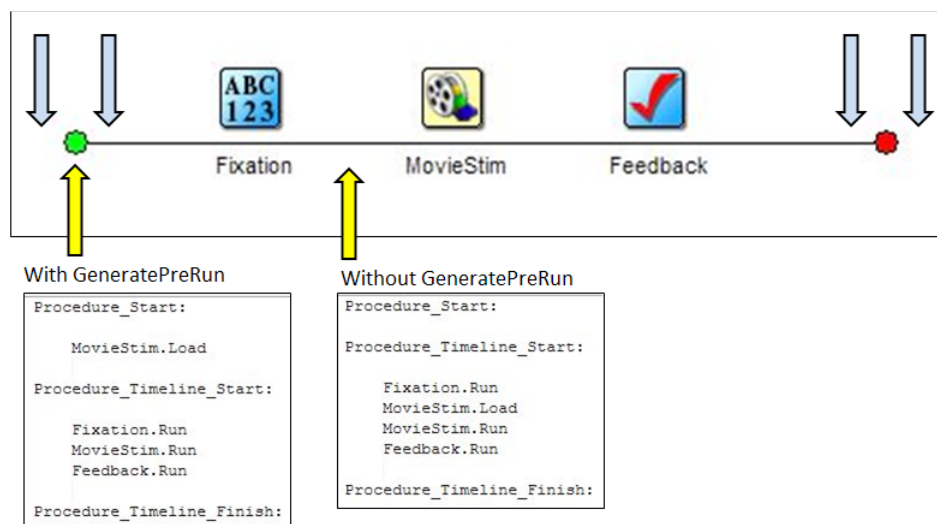 ABC
123
Fixation
MovieStim
Feedback
With GeneratePreRun
Procedure_Start:
MovieStim.Load
Procedure_Timeline_Start:
Fixation.Run
MovieStim.Run
Feedback.Run
Procedure_Timeline_Finish:
Without GeneratePreRun
Procedure_Start:
Procedure_Timeline_Start:
Fixation.Run
MovieStim.Load
MovieStim.Run
Feedback.Run
Procedure_Timeline_Finish: